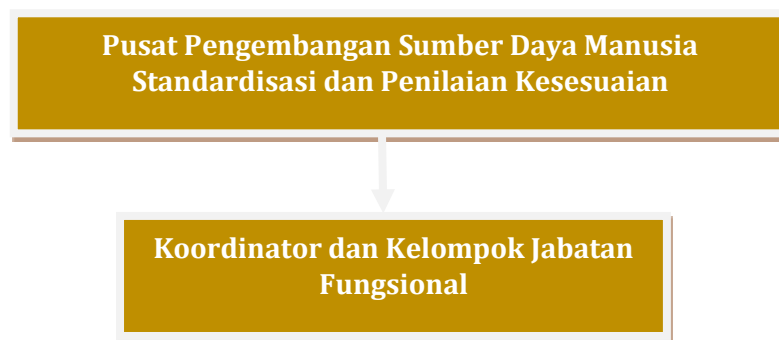 Pusat Pengembangan Sumber Daya Manusia
Standardisasi dan Penilaian Kesesuaian
Koordinator dan Kelompok Jabatan
Fungsional